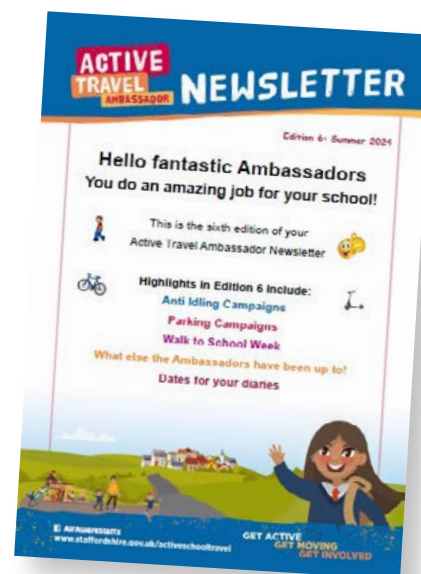 ACTIVE
TRAVEL
AMBASSADOR
NEWSLETTER
Edition 6- Summer 2024
Hello fantastic Ambassadors
You do an amazing job for your school!
This is the sixth edition of your
Active Travel Ambassador Newsletter
Highlights in Edition 6 Include:
Anti Idling Campaigns
Parking Campaigns
Walk to School Week
What else the Ambassadors have been up to!
Dates for your diaries
www.staffordshire.gov.uk/activeschooltravel
GET ACTIVE
GET MOVING
GET INVOLVED